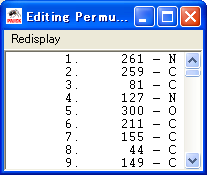 Editing Permu...
Redisplay
1. 261 - N
2. 259 - C
3. 81 - C
4. 127 - N
5. 300 - O
6. 211 - C
7. 155 - C
8. 44 - C
9. 149 - C